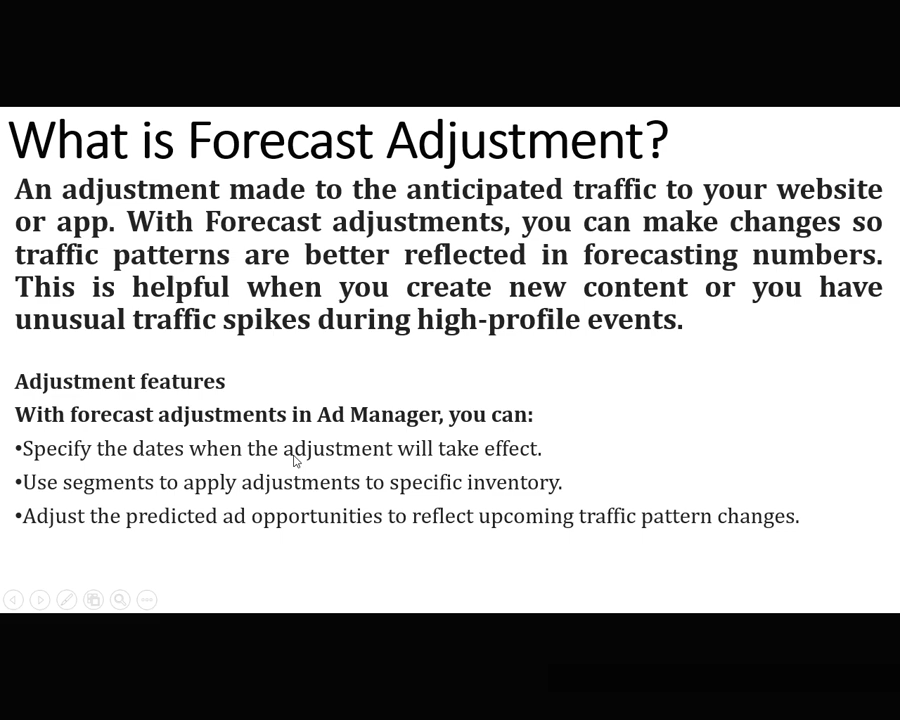 What is Forecast Adjustment?
An adjustment made to the anticipated traffic to your website
or app. With Forecast adjustments, you can make changes so
traffic patterns are better reflected in forecasting numbers.
This is helpful when you create new content or you have
unusual traffic spikes during high-profile events.
Adjustment features
With forecast adjustments in Ad Manager, you can:
•Specify the dates when the adjustment will take effect.
•Use segments to apply adjustments to specific inventory.
•Adjust the predicted ad opportunities to reflect upcoming traffic pattern changes.